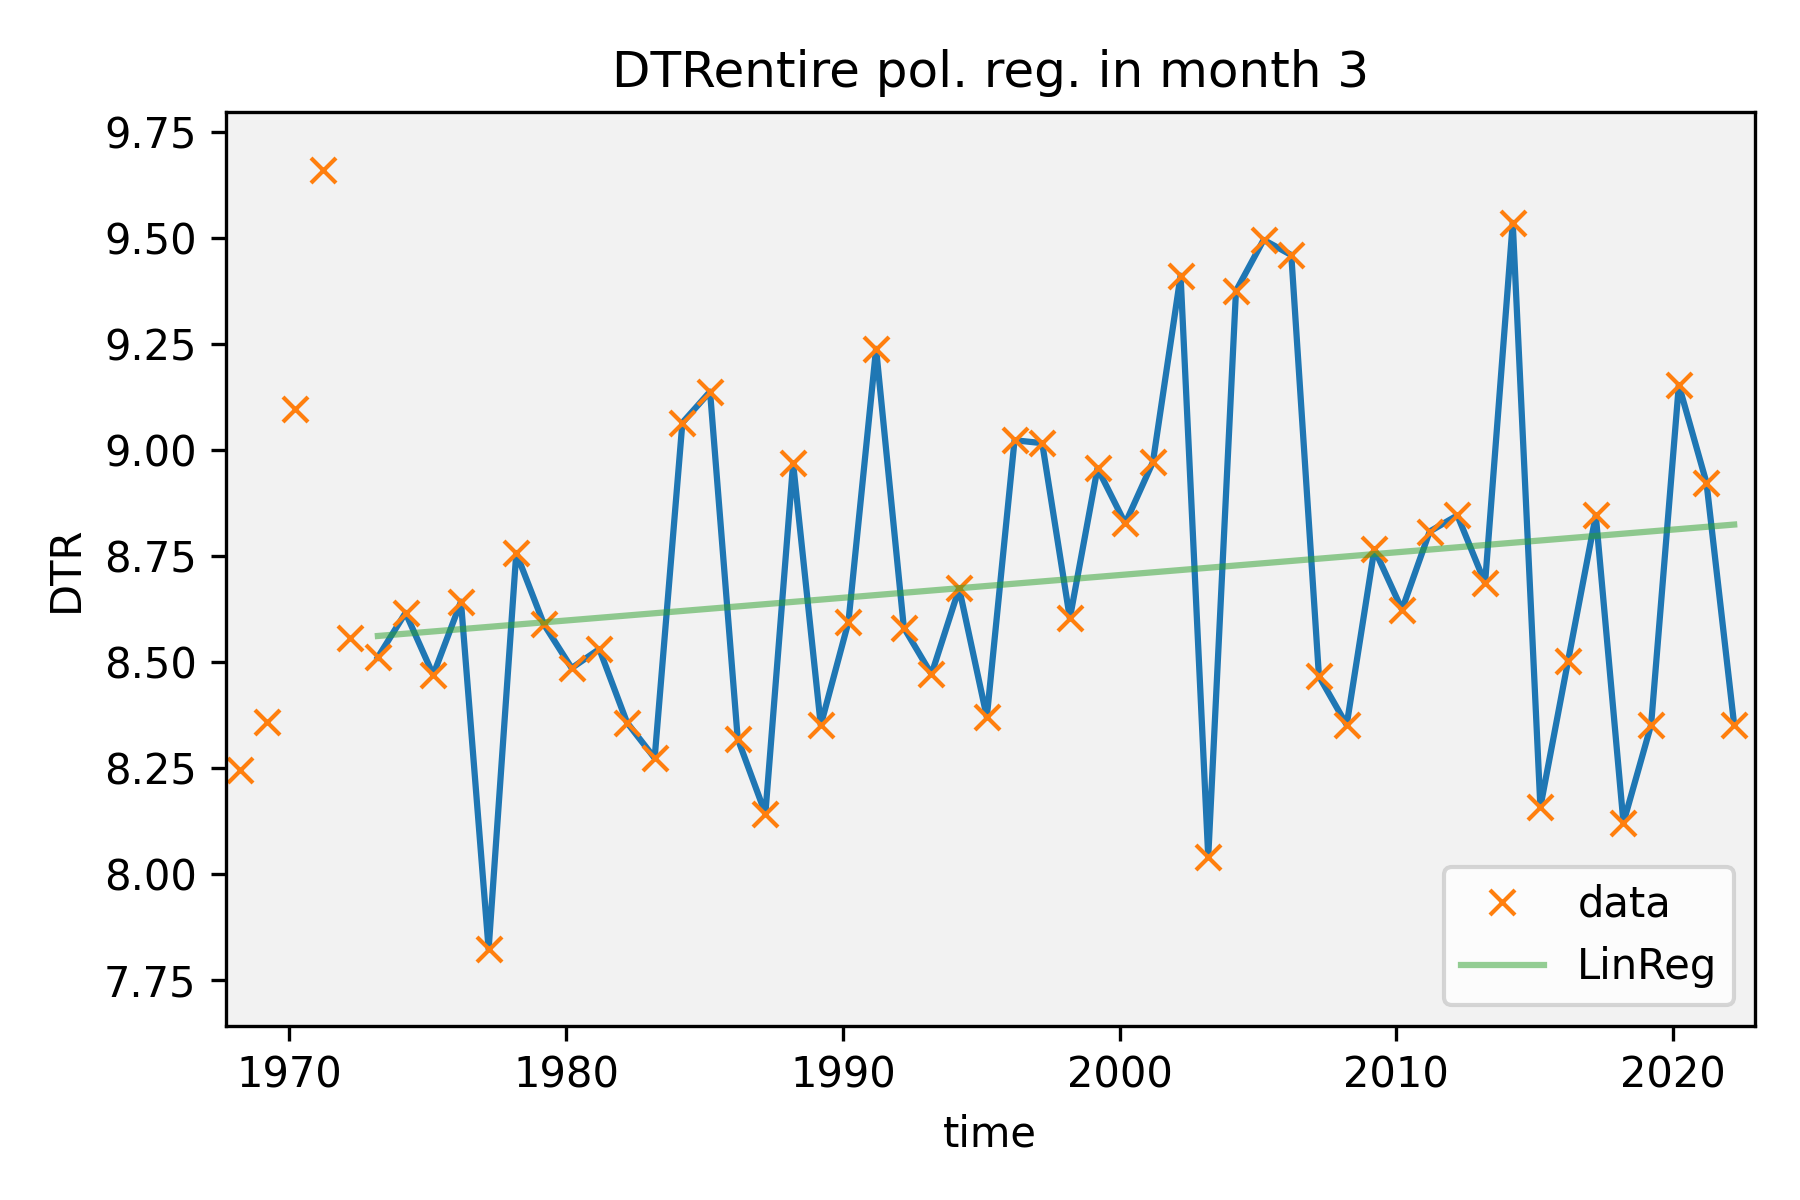 DTRentire pol. reg. in month 3
9.75
9.50
9.25
9.00
8.75
8.50
8.25
8.00
7.75
DTR
data
LinReg
1970 1980 1990 2000 2010 2020
time